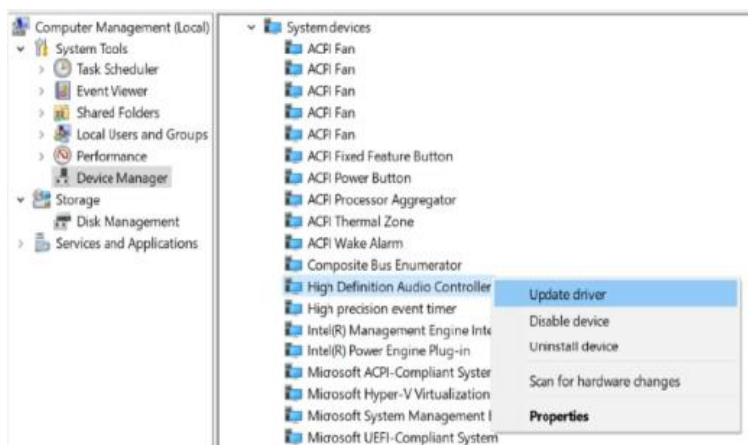 Computer Management (Local)
System Tools
Task Scheduler
Event Viewer
Shared Folders
Local Users and Groups
Performance
Device Manager
Storage
Disk Management
Services and Applications
System devices
ACPI Fan
ACPI Fan
ACPI Fan
ACPI Fan
ACPI Fan
ACPI Fixed Feature Button
ACPI Power Button
ACPI Processor Aggregator
ACPI Thermal Zone
ACPI Wake Alarm
Composite Bus Enumerator
High Definition Audio Controller
High precision event timer
Intel(R) Management Engine Inte
Intel(R) Power Engine Plug-in
Microsoft ACPI-Compliant System
Microsoft Hyper-V Virtualization
Microsoft System Management
Microsoft UEFI-Compliant System
Update driver
Disable device
Uninstall device
Scan for hardware changes
Properties